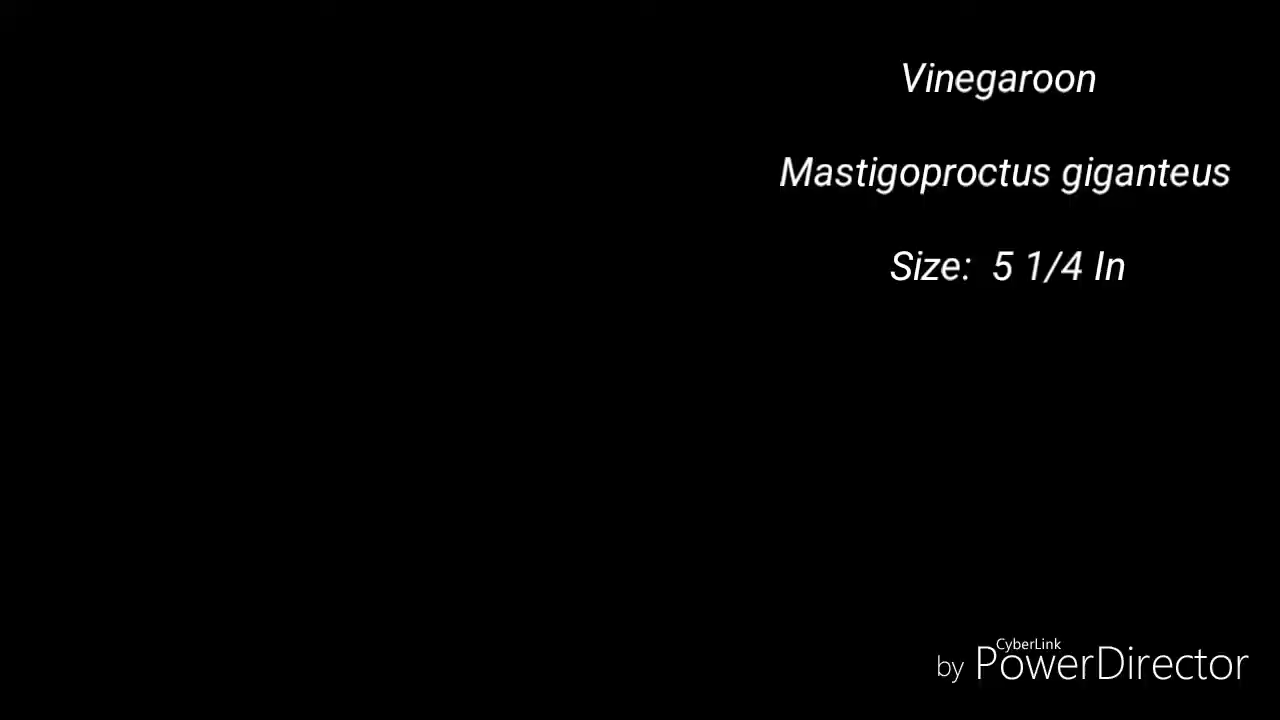 Vinegaroon
Mastigoproctus giganteus
Size: 5 1/4 In
CyberLink
by PowerDirector